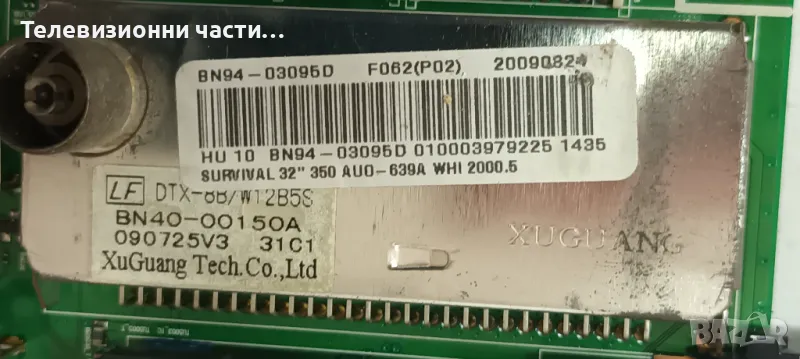 Телевизионни части…
BN94-03095D F062(P02), 20090824
HU 10 BN94-03095D 010003979225 1435
SURVIVAL 32" 350 AUO-639A WHI 2000.5
LF DTX-8B/W12B5S
BN40-00150A
090725V3 31C1
XuGuang Tech.Co.,Ltd
XUGUANG
BAZAR